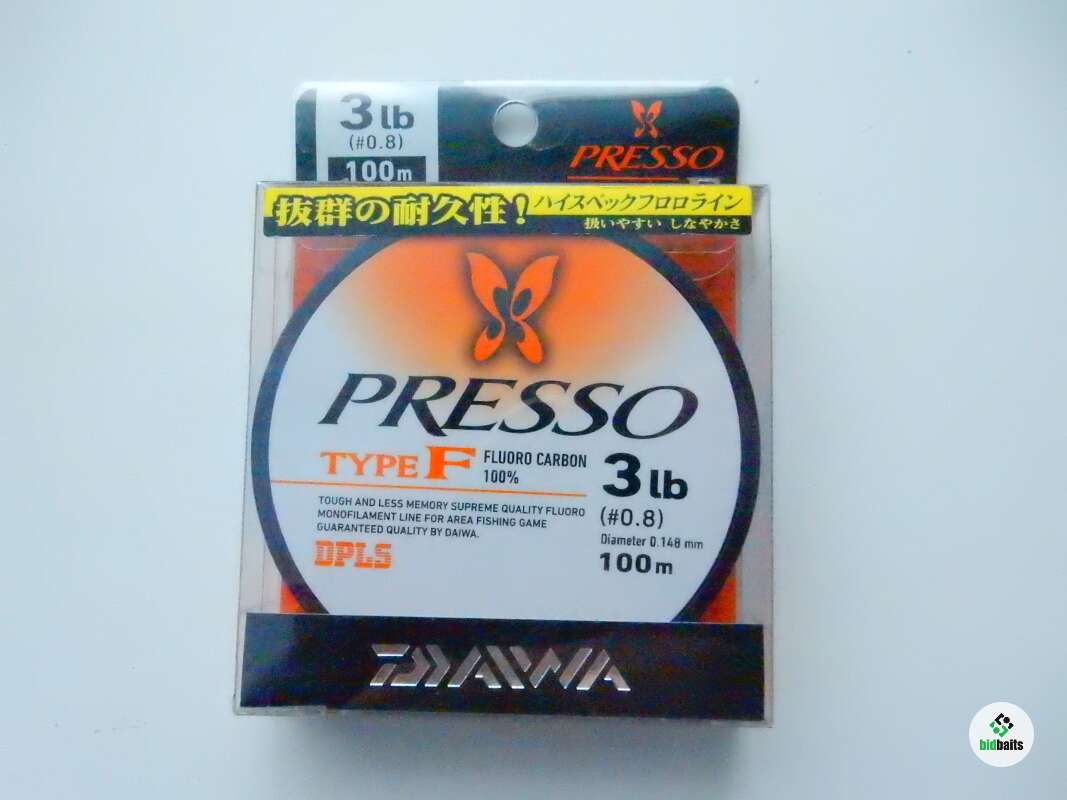 3 lb
(#0.8)
100m
PRESSO
抜群の耐久性！ハイスペックフロロライン
扱いやすい しなやかさ
PRESSO
TYPE F FLUORO CARBON
100%
3 lb
(#0.8)
Diameter 0.148 mm
100m
TOUGH AND LESS MEMORY SUPREME QUALITY FLUORO
MONOFILAMENT LINE FOR AREA FISHING GAME
GUARANTEED QUALITY BY DAIWA.
DPLS
DAIWA
bidbaits